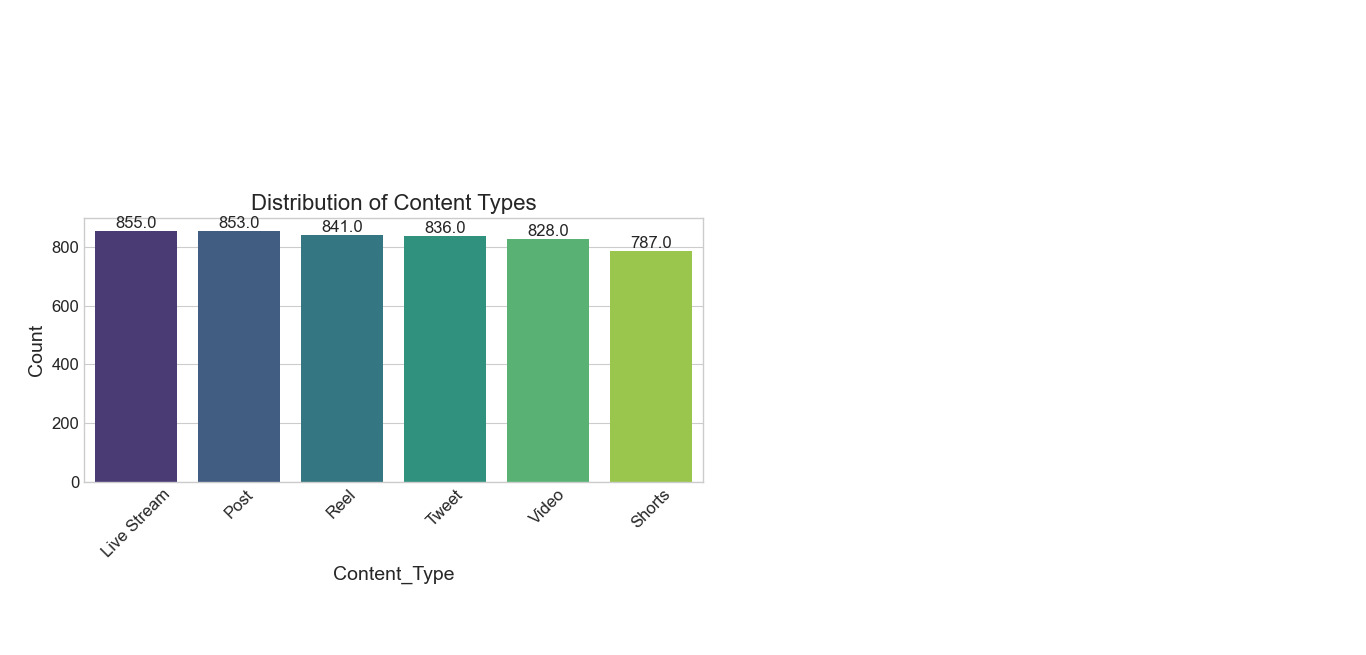 Distribution of Content Types
855.0 853.0 841.0 836.0 828.0 787.0
800
600
400
200
0
Count
Live Stream Post Reel Tweet Video Shorts
Content_Type